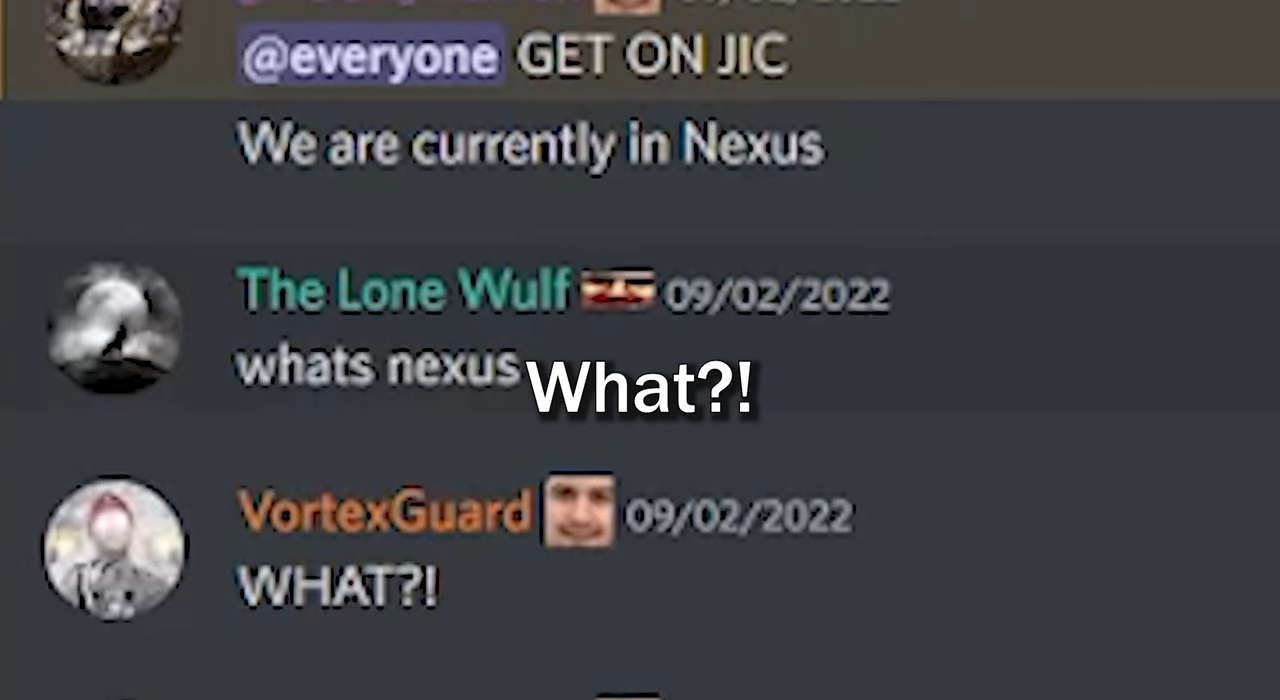 @everyone GET ON JIC
We are currently in Nexus
The Lone Wulf 09/02/2022
whats nexus
What?!
VortexGuard 09/02/2022
WHAT?!